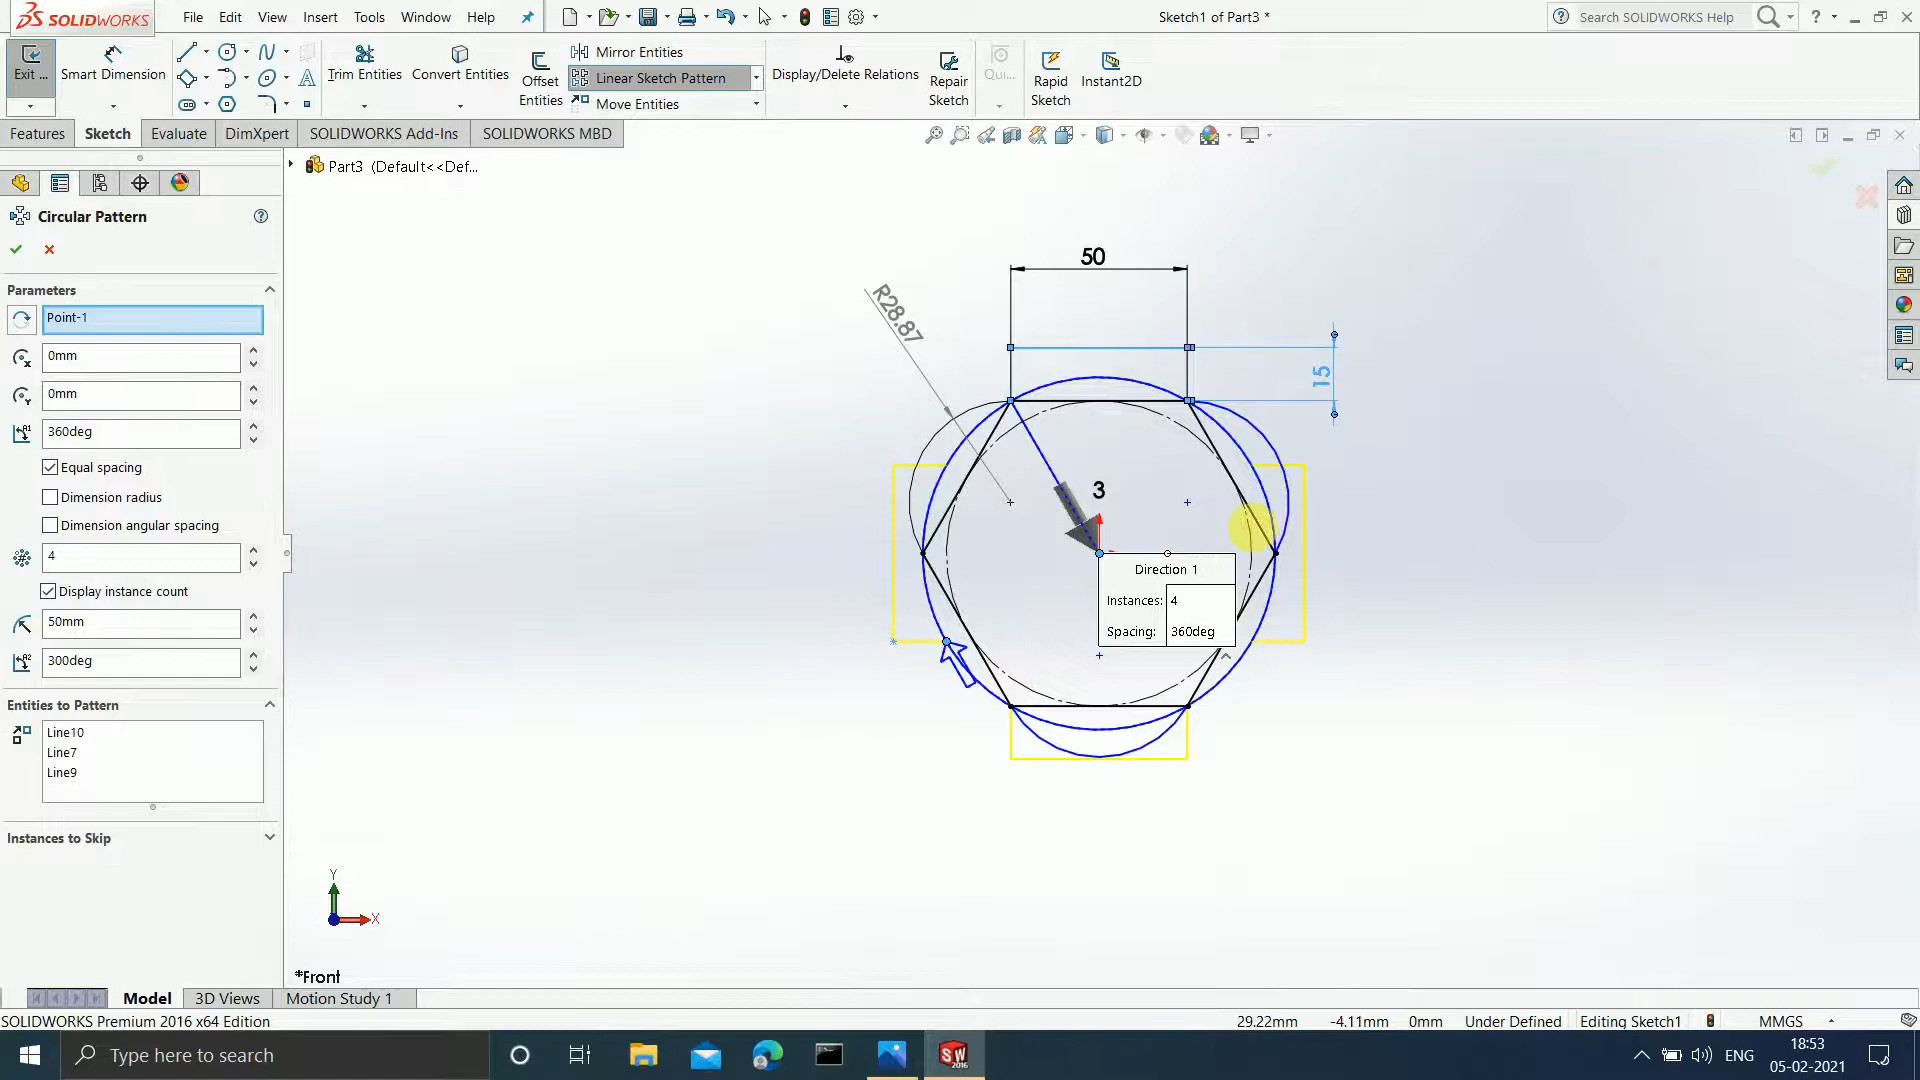 SOLIDWORKS
File Edit View Insert Tools Window Help
Sketch1 of Part3 *
Search SOLIDWORKS Help
Exit ...
Smart Dimension
Trim Entities
Convert Entities
Offset Entities
Mirror Entities
Linear Sketch Pattern
Move Entities
Display/Delete Relations
Repair Sketch
Qui...
Rapid Sketch
Instant2D
Features Sketch Evaluate DimXpert SOLIDWORKS Add-Ins SOLIDWORKS MBD
Part3 (Default<<Def...
Circular Pattern
Parameters
Point-1
0mm
0mm
360deg
Equal spacing
Dimension radius
Dimension angular spacing
4
Display instance count
50mm
300deg
Entities to Pattern
Line10
Line7
Line9
Instances to Skip
50
R28.87
15
3
Direction 1
Instances: 4
Spacing: 360deg
Y
X
*Front
Model 3D Views Motion Study 1
SOLIDWORKS Premium 2016 x64 Edition
29.22mm -4.11mm 0mm Under Defined Editing Sketch1 MMGS
Type here to search
SW
2016
ENG
18:53
05-02-2021